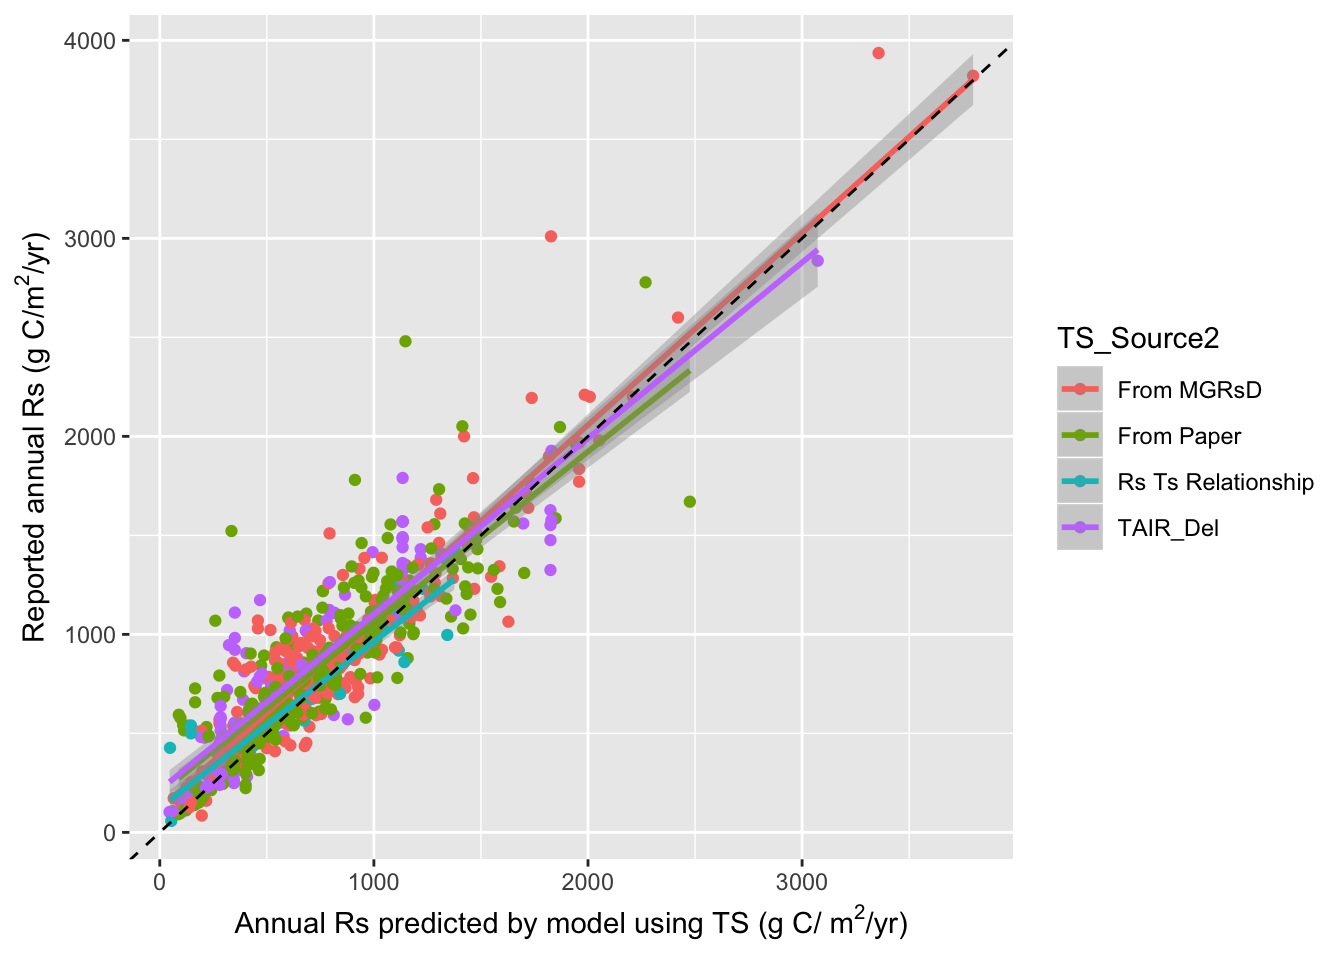 4000
3000
2000
1000
0
Reported annual Rs (g C/m²/yr)
0
1000
2000
3000
Annual Rs predicted by model using TS (g C/ m²/yr)
TS_Source2
From MGRsD
From Paper
Rs Ts Relationship
TAIR_Del